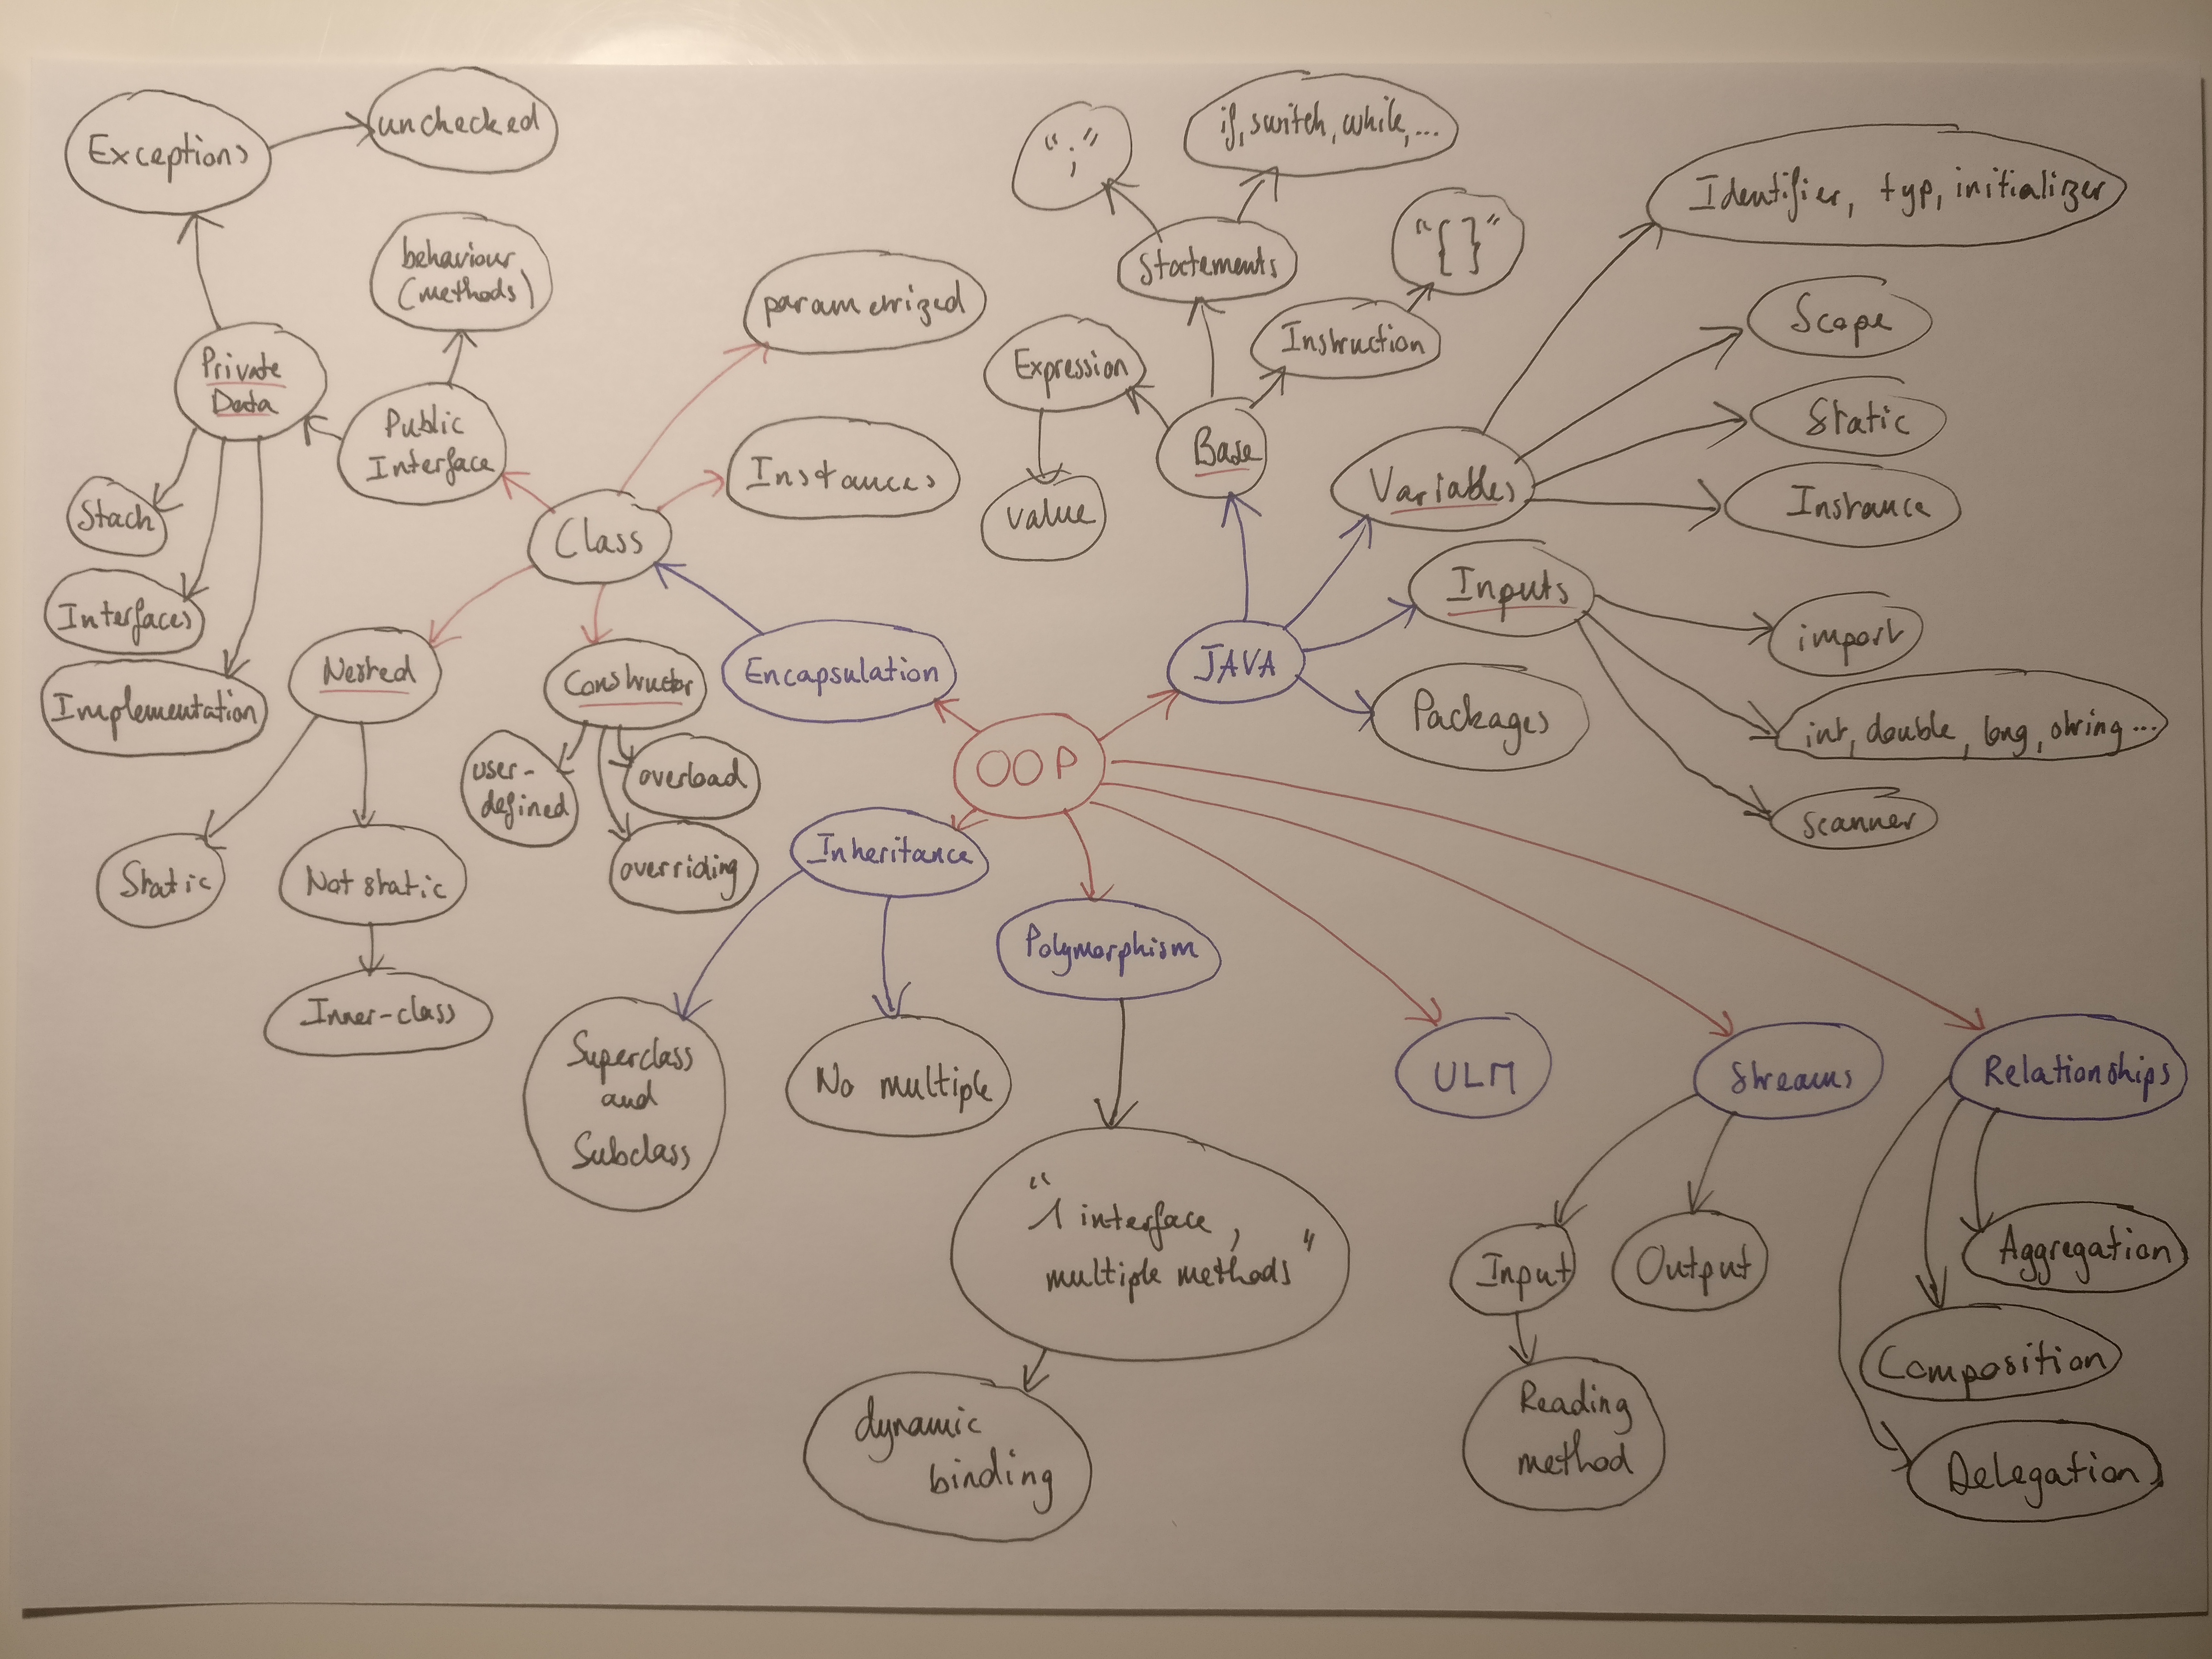 Exceptions
unchecked
behaviour
(methods)
Private
Data
Public
Interface
Stach
Interfaces
Implementation
parametrized
Instances
Class
Nested
Constructor
user-
defined
overload
overriding
Static
Not static
Inner-class
Encapsulation
";"
if, switch, while, ...
Statements
"{ }"
Instruction
Expression
value
Base
Identifier, typ, initializer
Scope
Static
Instance
Variables
Inputs
import
int, double, long, string ...
scanner
JAVA
Packages
OOP
Inheritance
Superclass
and
Subclass
No multiple
Polymorphism
"1 interface,
multiple methods"
dynamic
binding
ULM
Streams
Input
Output
Reading
method
Relationships
Aggregation
Composition
Delegation